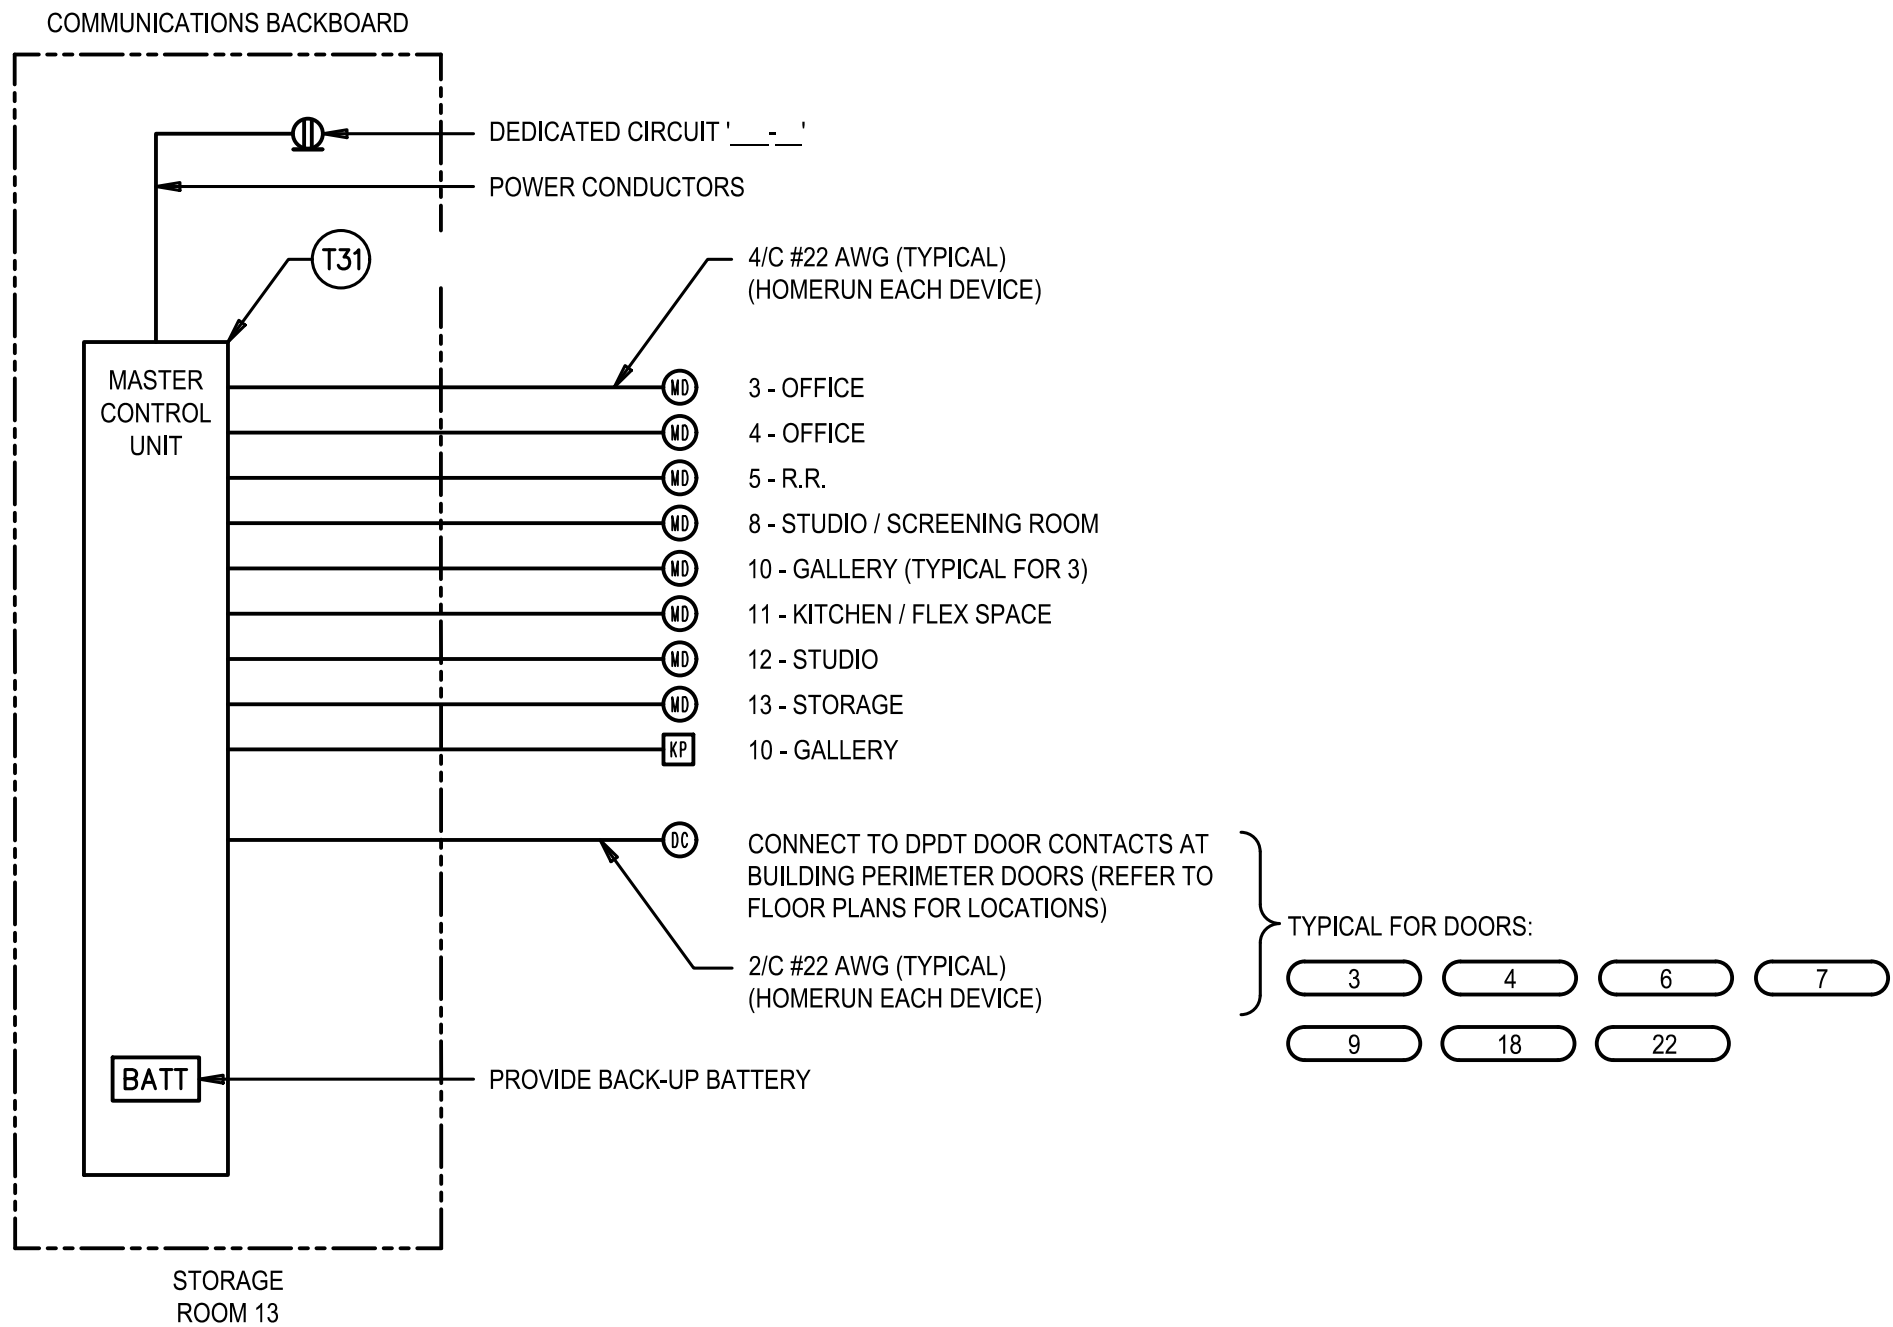 COMMUNICATIONS BACKBOARD
DEDICATED CIRCUIT '___-__'
POWER CONDUCTORS
T31
4/C #22 AWG (TYPICAL)
(HOMERUN EACH DEVICE)
MASTER
CONTROL
UNIT
MD 3 - OFFICE
MD 4 - OFFICE
MD 5 - R.R.
MD 8 - STUDIO / SCREENING ROOM
MD 10 - GALLERY (TYPICAL FOR 3)
MD 11 - KITCHEN / FLEX SPACE
MD 12 - STUDIO
MD 13 - STORAGE
KP 10 - GALLERY
DC CONNECT TO DPDT DOOR CONTACTS AT
BUILDING PERIMETER DOORS (REFER TO
FLOOR PLANS FOR LOCATIONS)
2/C #22 AWG (TYPICAL)
(HOMERUN EACH DEVICE)
TYPICAL FOR DOORS:
3 4 6 7
9 18 22
BATT PROVIDE BACK-UP BATTERY
STORAGE
ROOM 13